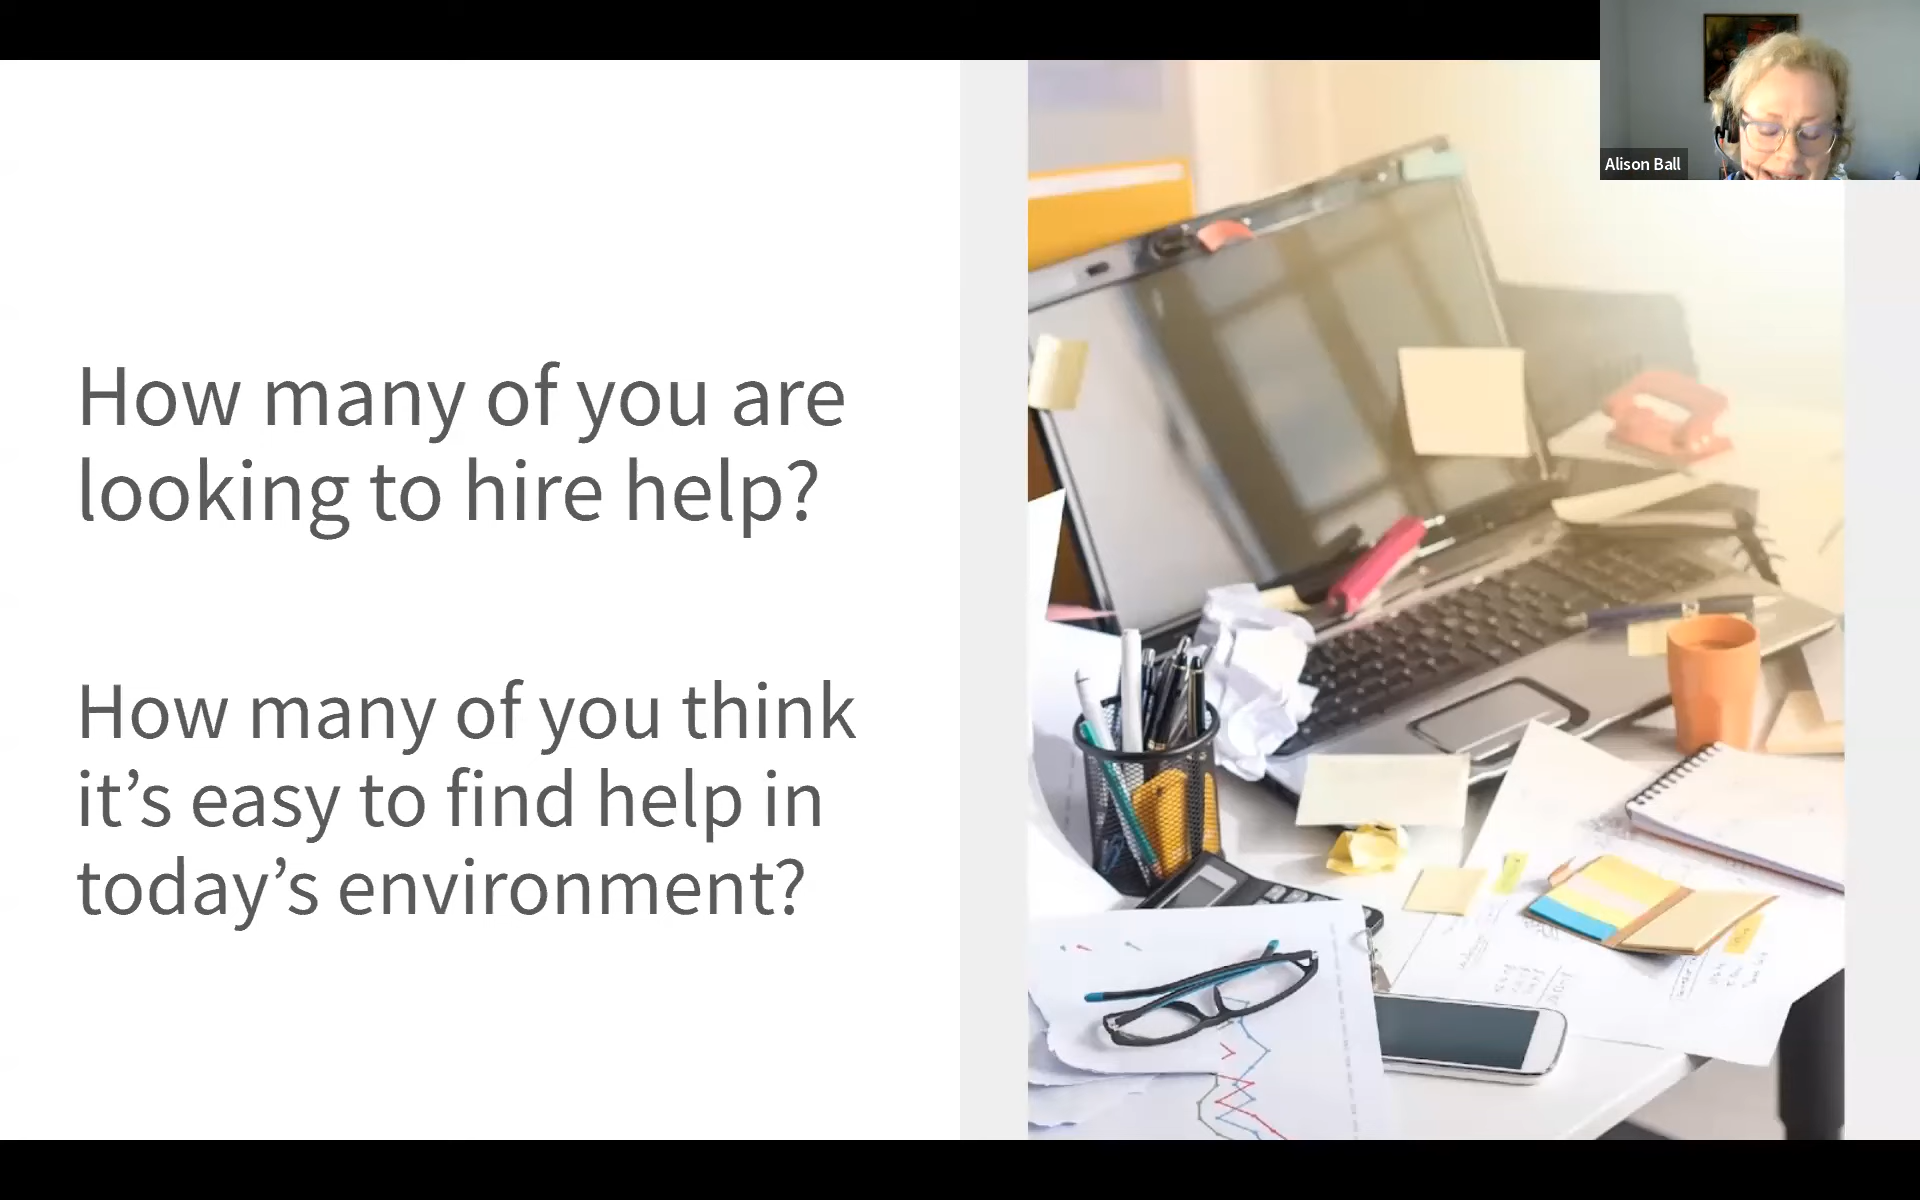 Alison Ball
How many of you are
looking to hire help?
How many of you think
it’s easy to find help in
today’s environment?